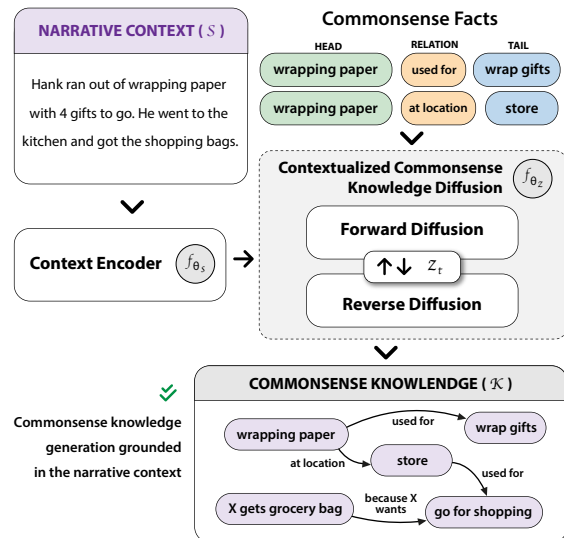 NARRATIVE CONTEXT ( S )
Hank ran out of wrapping paper
with 4 gifts to go. He went to the
kitchen and got the shopping bags.
Commonsense Facts
HEAD RELATION TAIL
wrapping paper used for wrap gifts
wrapping paper at location store
Contextualized Commonsense
Knowledge Diffusion
f_θz
Forward Diffusion
z_t
Reverse Diffusion
Context Encoder f_θs
COMMONSENSE KNOWLENDGE ( K )
Commonsense knowledge
generation grounded
in the narrative context
wrapping paper
used for
wrap gifts
at location
store
used for
X gets grocery bag
because X
wants
go for shopping